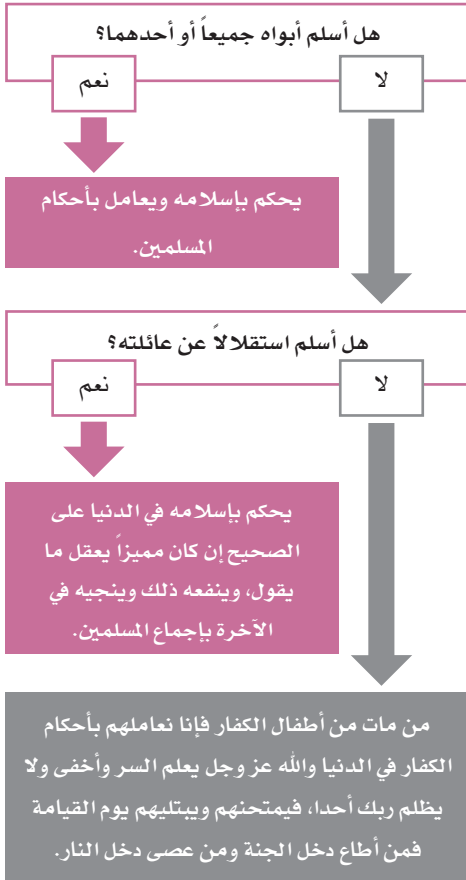 هل أسلم أبواه جميعاً أو أحدهما؟
لا
نعم
يحكم بإسلامه ويعامل بأحكام
المسلمين.
هل أسلم استقلالاً عن عائلته؟
لا
نعم
يحكم بإسلامه في الدنيا على
الصحيح إن كان مميزاً يعقل ما
يقول، وينفعه ذلك وينجيه في
الآخرة بإجماع المسلمين.
من مات من أطفال الكفار فإنا نعاملهم بأحكام
الكفار في الدنيا والله عز وجل يعلم السر وأخفى ولا
يظلم ربك أحدا، فيمتحنهم ويبتليهم يوم القيامة
فمن أطاع دخل الجنة ومن عصى دخل النار.